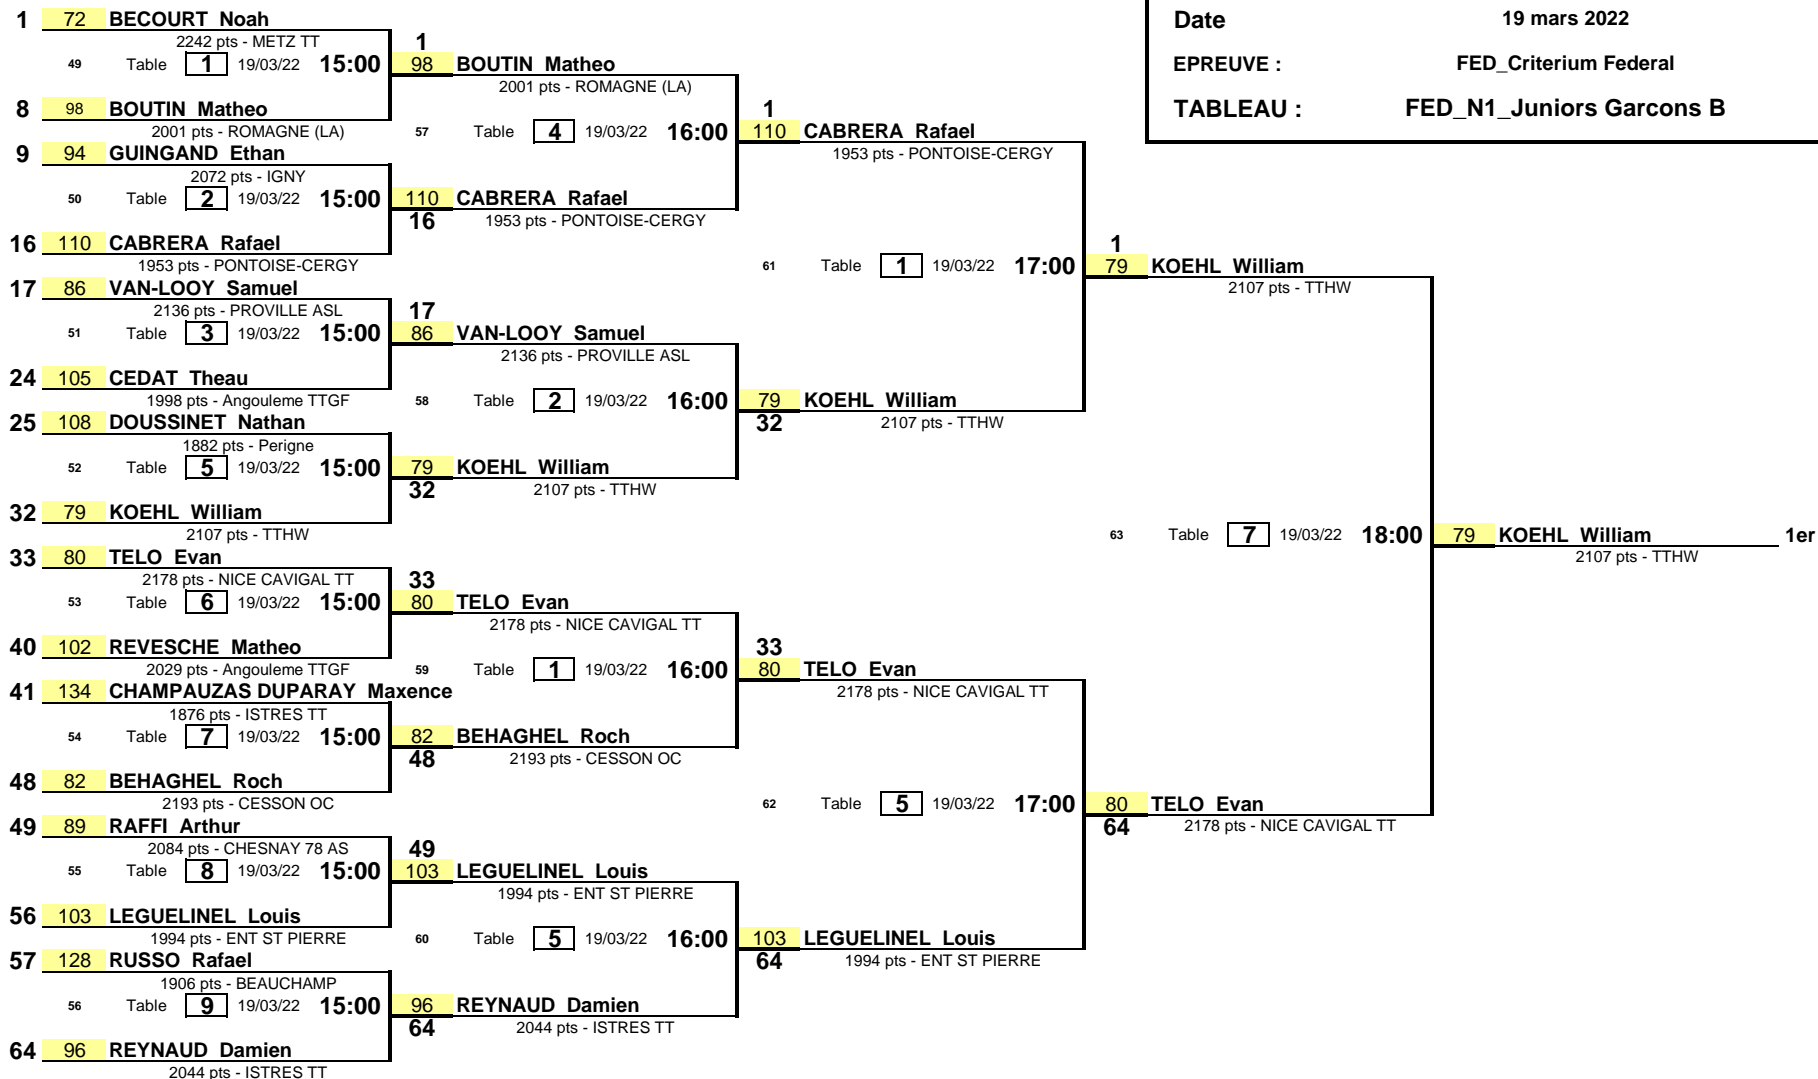 Date 19 mars 2022
EPREUVE : FED_Criterium Federal
TABLEAU : FED_N1_Juniors Garcons B
1 72 BECOURT Noah
2242 pts - METZ TT
49 Table 1 19/03/22 15:00
8 98 BOUTIN Matheo
2001 pts - ROMAGNE (LA)
9 94 GUINGAND Ethan
2072 pts - IGNY
50 Table 2 19/03/22 15:00
16 110 CABRERA Rafael
1953 pts - PONTOISE-CERGY
17 86 VAN-LOOY Samuel
2136 pts - PROVILLE ASL
51 Table 3 19/03/22 15:00
24 105 CEDAT Theau
1998 pts - Angouleme TTGF
25 108 DOUSSINET Nathan
1882 pts - Perigne
52 Table 5 19/03/22 15:00
32 79 KOEHL William
2107 pts - TTHW
33 80 TELO Evan
2178 pts - NICE CAVIGAL TT
53 Table 6 19/03/22 15:00
40 102 REVESCHE Matheo
2029 pts - Angouleme TTGF
41 134 CHAMPAUZAS DUPARAY Maxence
1876 pts - ISTRES TT
54 Table 7 19/03/22 15:00
48 82 BEHAGHEL Roch
2193 pts - CESSON OC
49 89 RAFFI Arthur
2084 pts - CHESNAY 78 AS
55 Table 8 19/03/22 15:00
56 103 LEGUELINEL Louis
1994 pts - ENT ST PIERRE
57 128 RUSSO Rafael
1906 pts - BEAUCHAMP
56 Table 9 19/03/22 15:00
64 96 REYNAUD Damien
2044 pts - ISTRES TT
1
98 BOUTIN Matheo
2001 pts - ROMAGNE (LA)
57 Table 4 19/03/22 16:00
110 CABRERA Rafael
16 1953 pts - PONTOISE-CERGY
17
86 VAN-LOOY Samuel
2136 pts - PROVILLE ASL
58 Table 2 19/03/22 16:00
79 KOEHL William
32 2107 pts - TTHW
33
80 TELO Evan
2178 pts - NICE CAVIGAL TT
59 Table 1 19/03/22 16:00
82 BEHAGHEL Roch
48 2193 pts - CESSON OC
49
103 LEGUELINEL Louis
1994 pts - ENT ST PIERRE
60 Table 5 19/03/22 16:00
96 REYNAUD Damien
64 2044 pts - ISTRES TT
1
110 CABRERA Rafael
1953 pts - PONTOISE-CERGY
61 Table 1 19/03/22 17:00
79 KOEHL William
32 2107 pts - TTHW
33
80 TELO Evan
2178 pts - NICE CAVIGAL TT
62 Table 5 19/03/22 17:00
103 LEGUELINEL Louis
64 1994 pts - ENT ST PIERRE
1
79 KOEHL William
2107 pts - TTHW
63 Table 7 19/03/22 18:00
80 TELO Evan
64 2178 pts - NICE CAVIGAL TT
79 KOEHL William 1er
2107 pts - TTHW